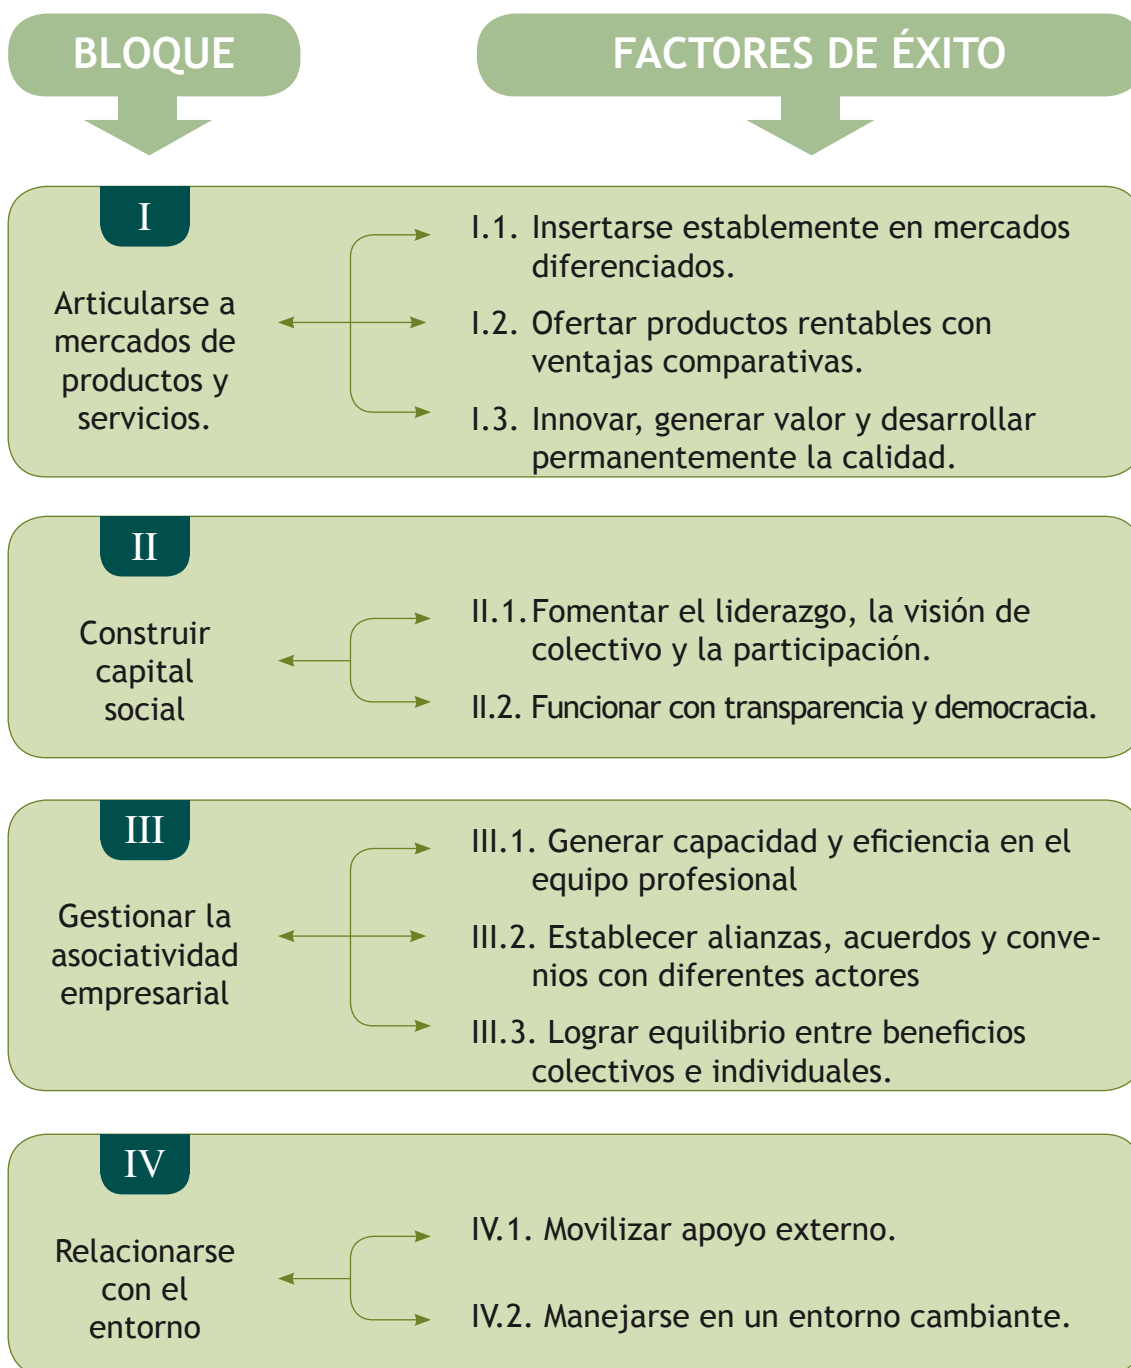 BLOQUE
FACTORES DE ÉXITO
I
Articularse a
mercados de
productos y
servicios.
I.1. Insertarse establemente en mercados
diferenciados.
I.2. Ofertar productos rentables con
ventajas comparativas.
I.3. Innovar, generar valor y desarrollar
permanentemente la calidad.
II
Construir
capital
social
II.1. Fomentar el liderazgo, la visión de
colectivo y la participación.
II.2. Funcionar con transparencia y democracia.
III
Gestionar la
asociatividad
empresarial
III.1. Generar capacidad y eficiencia en el
equipo profesional
III.2. Establecer alianzas, acuerdos y conve-
nios con diferentes actores
III.3. Lograr equilibrio entre beneficios
colectivos e individuales.
IV
Relacionarse
con el
entorno
IV.1. Movilizar apoyo externo.
IV.2. Manejarse en un entorno cambiante.